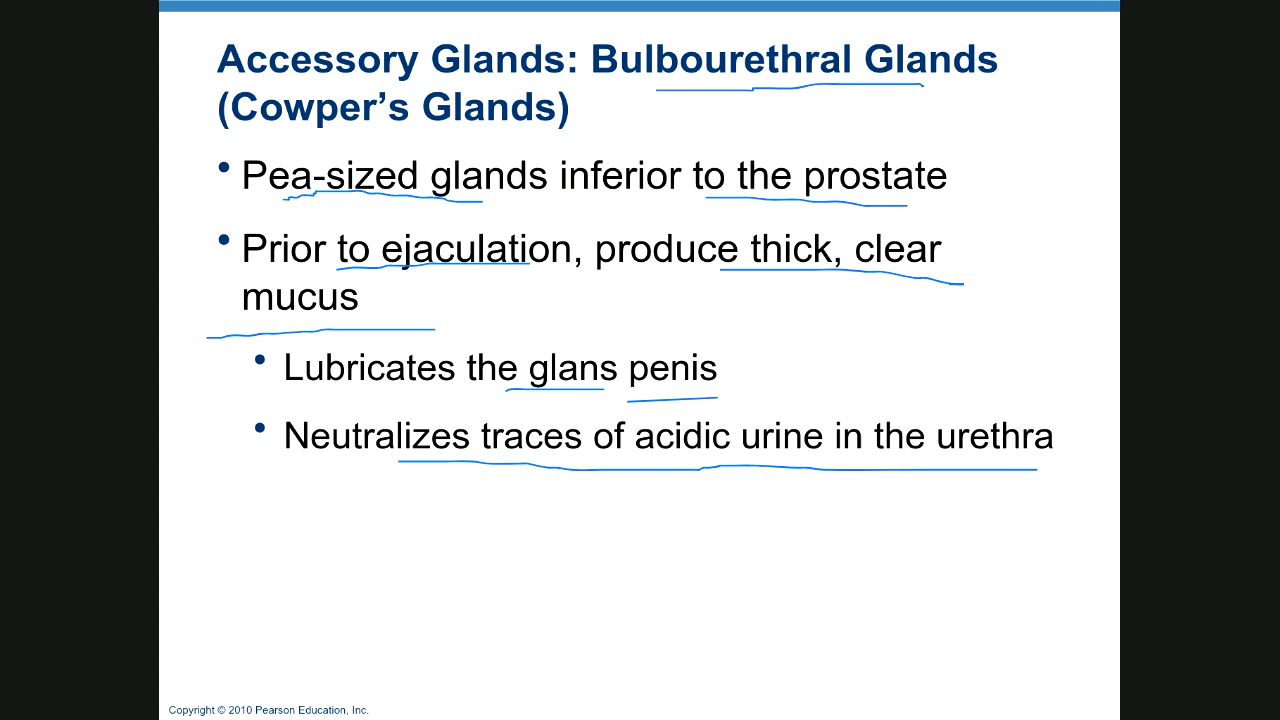 Accessory Glands: Bulbourethral Glands
(Cowper’s Glands)
• Pea-sized glands inferior to the prostate
• Prior to ejaculation, produce thick, clear
mucus
• Lubricates the glans penis
• Neutralizes traces of acidic urine in the urethra
Copyright © 2010 Pearson Education, Inc.